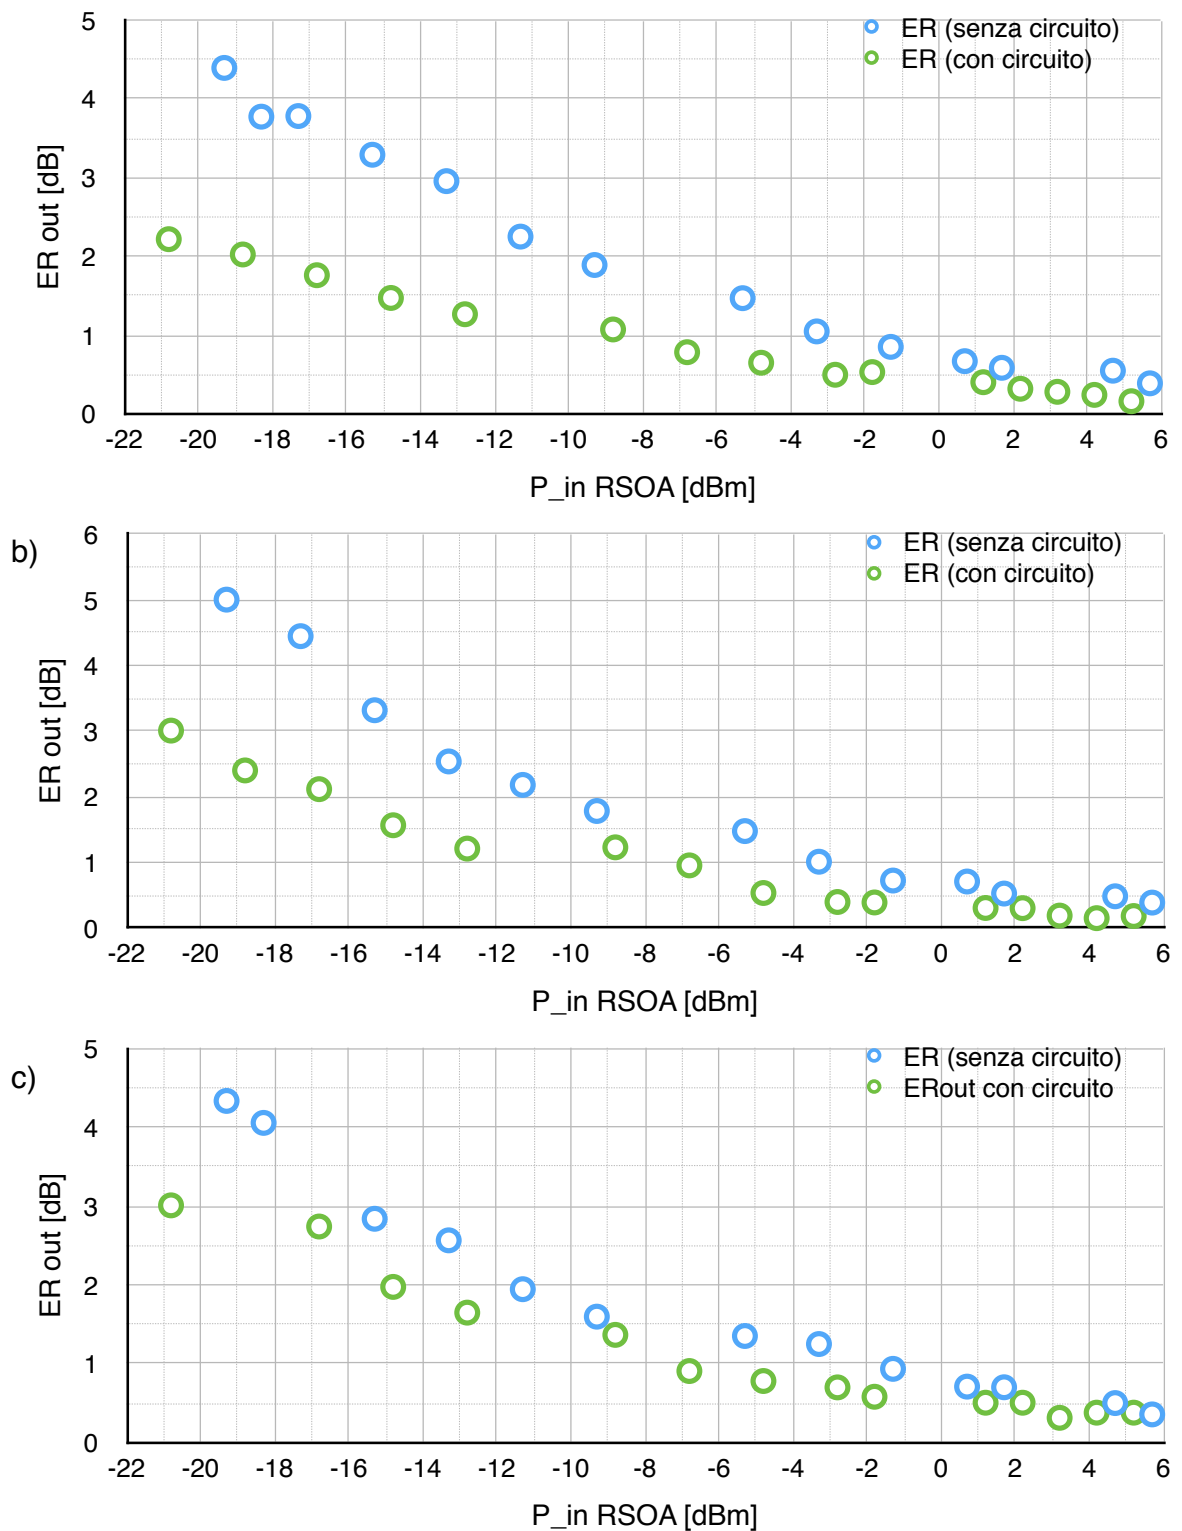 5
ER (senza circuito)
ER (con circuito)
4
3
2
1
0
ER out [dB]
-22 -20 -18 -16 -14 -12 -10 -8 -6 -4 -2 0 2 4 6
P_in RSOA [dBm]
b)
6
ER (senza circuito)
ER (con circuito)
5
4
3
2
1
0
ER out [dB]
-22 -20 -18 -16 -14 -12 -10 -8 -6 -4 -2 0 2 4 6
P_in RSOA [dBm]
c)
5
ER (senza circuito)
ERout con circuito
4
3
2
1
0
ER out [dB]
-22 -20 -18 -16 -14 -12 -10 -8 -6 -4 -2 0 2 4 6
P_in RSOA [dBm]